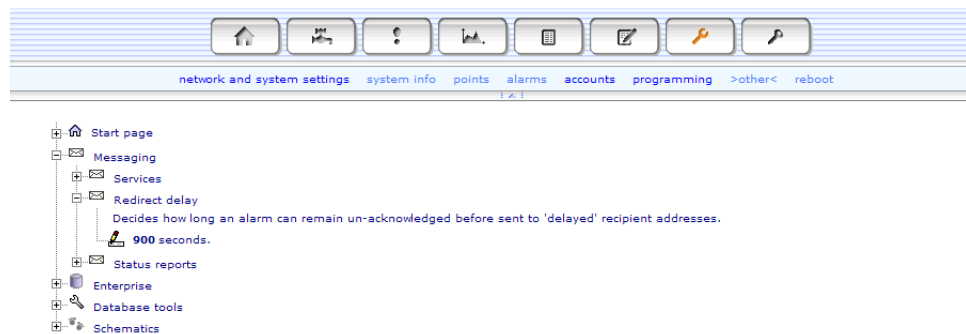 network and system settings system info points alarms accounts programming >other< reboot
Start page
Messaging
Services
Redirect delay
Decides how long an alarm can remain un-acknowledged before sent to 'delayed' recipient addresses.
900 seconds.
Status reports
Enterprise
Database tools
Schematics